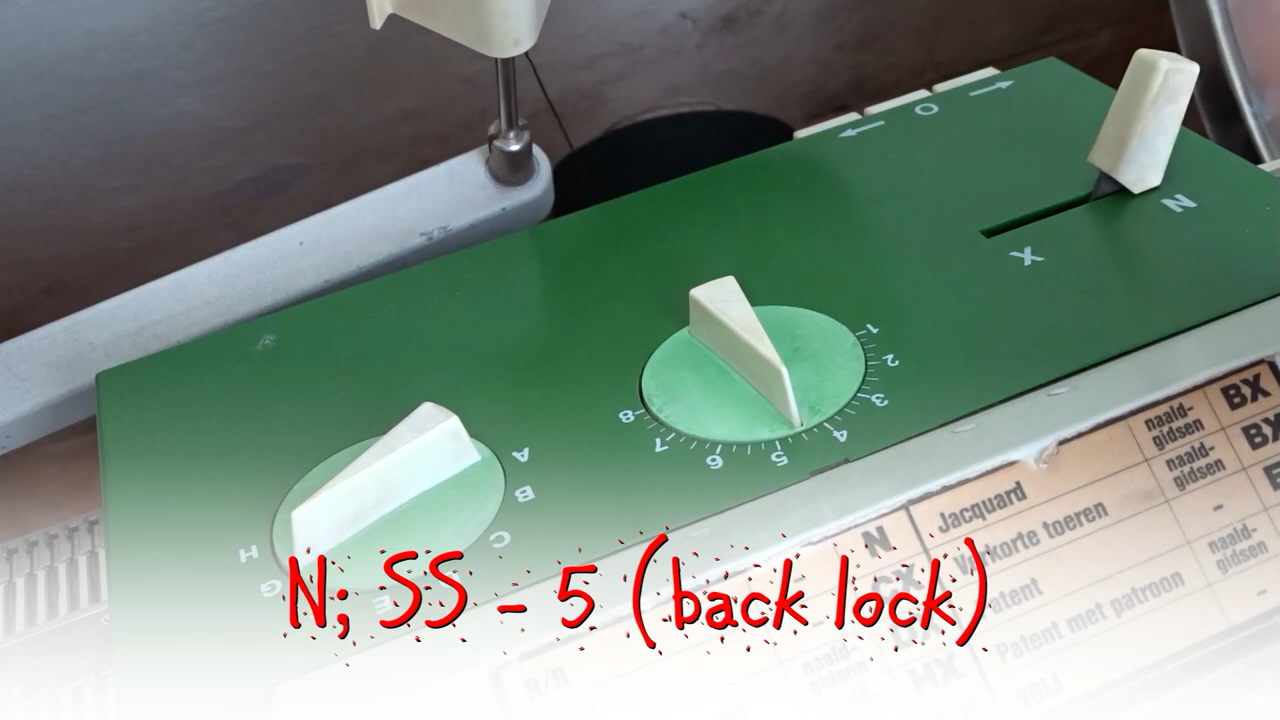 ← O →
N
X
1
2
3
4
5
6
7
8
A
B
C
E
G
H
naald-
gidsen
BX
naald-
gidsen
N
Jacquard
-
korte toeren
naald-
gidsen
Patent met patroon
-
HX
R/R
N; SS - 5 (back lock)